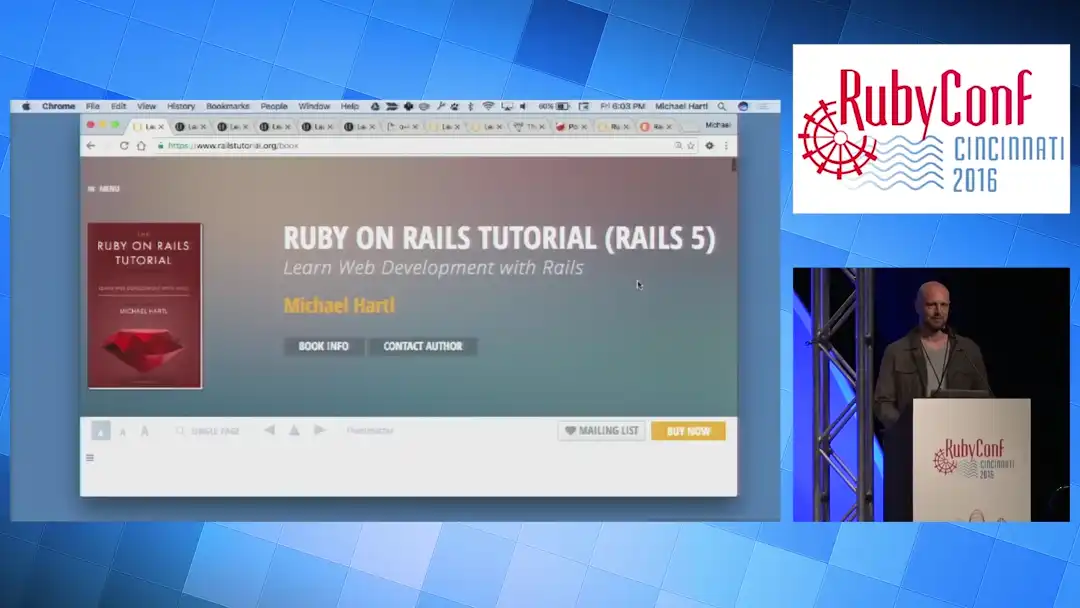 Chrome File Edit View History Bookmarks People Window Help 60% Fri 6:03 PM Michael Hartl
Michael
https://www.railstutorial.org/book
MENU
RUBY ON RAILS
TUTORIAL
MICHAEL HARTL
RUBY ON RAILS TUTORIAL (RAILS 5)
Learn Web Development with Rails
Michael Hartl
BOOK INFO CONTACT AUTHOR
A A A SINGLE PAGE MAILING LIST BUY NOW
RubyConf
CINCINNATI
2016
RubyConf
CINCINNATI
2016